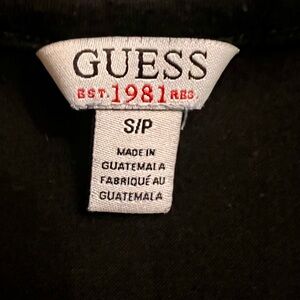 GUESS
EST. 1981 REG
S/P
MADE IN
GUATEMALA
FABRIQUÉ AU
GUATEMALA